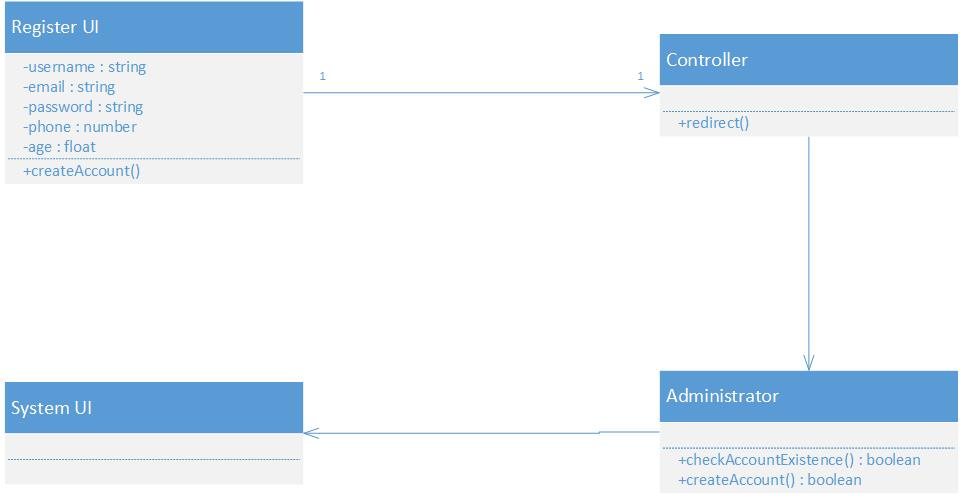 Register UI
-username : string
-email : string
-password : string
-phone : number
-age : float
+createAccount()
1
1
Controller
+redirect()
System UI
Administrator
+checkAccountExistence() : boolean
+createAccount() : boolean